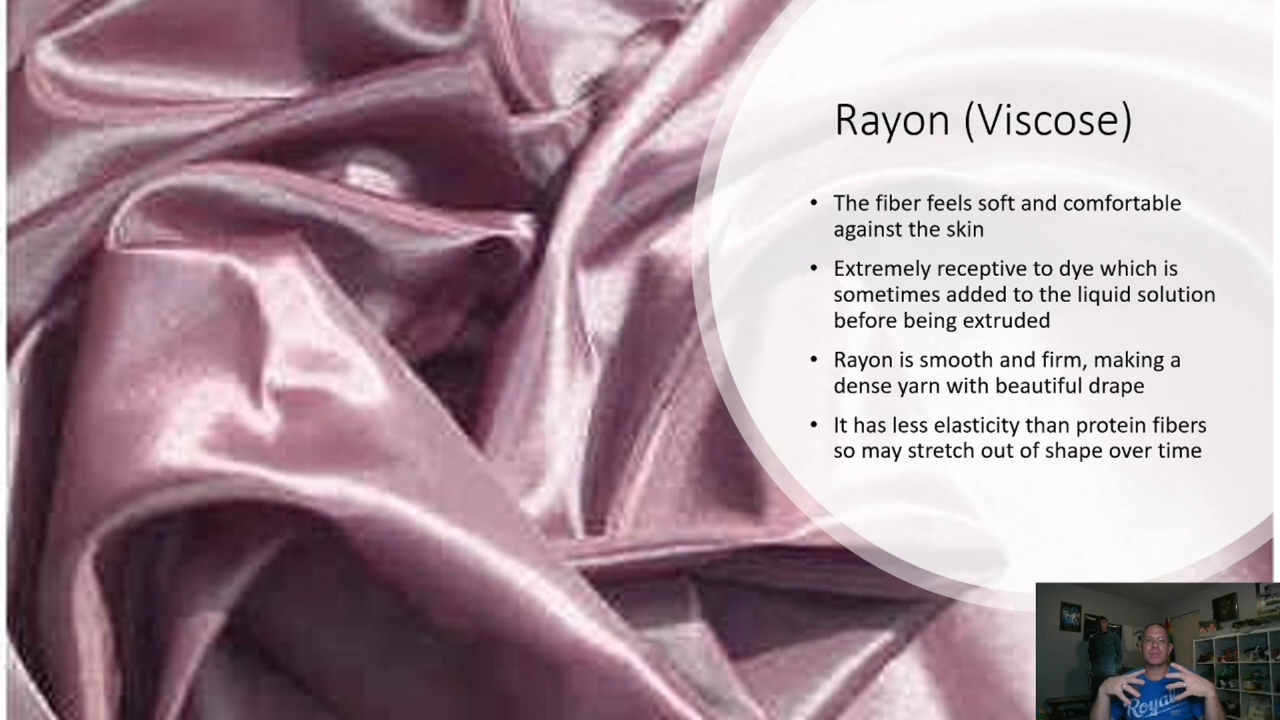 Rayon (Viscose)
• The fiber feels soft and comfortable
against the skin
• Extremely receptive to dye which is
sometimes added to the liquid solution
before being extruded
• Rayon is smooth and firm, making a
dense yarn with beautiful drape
• It has less elasticity than protein fibers
so may stretch out of shape over time
Royals